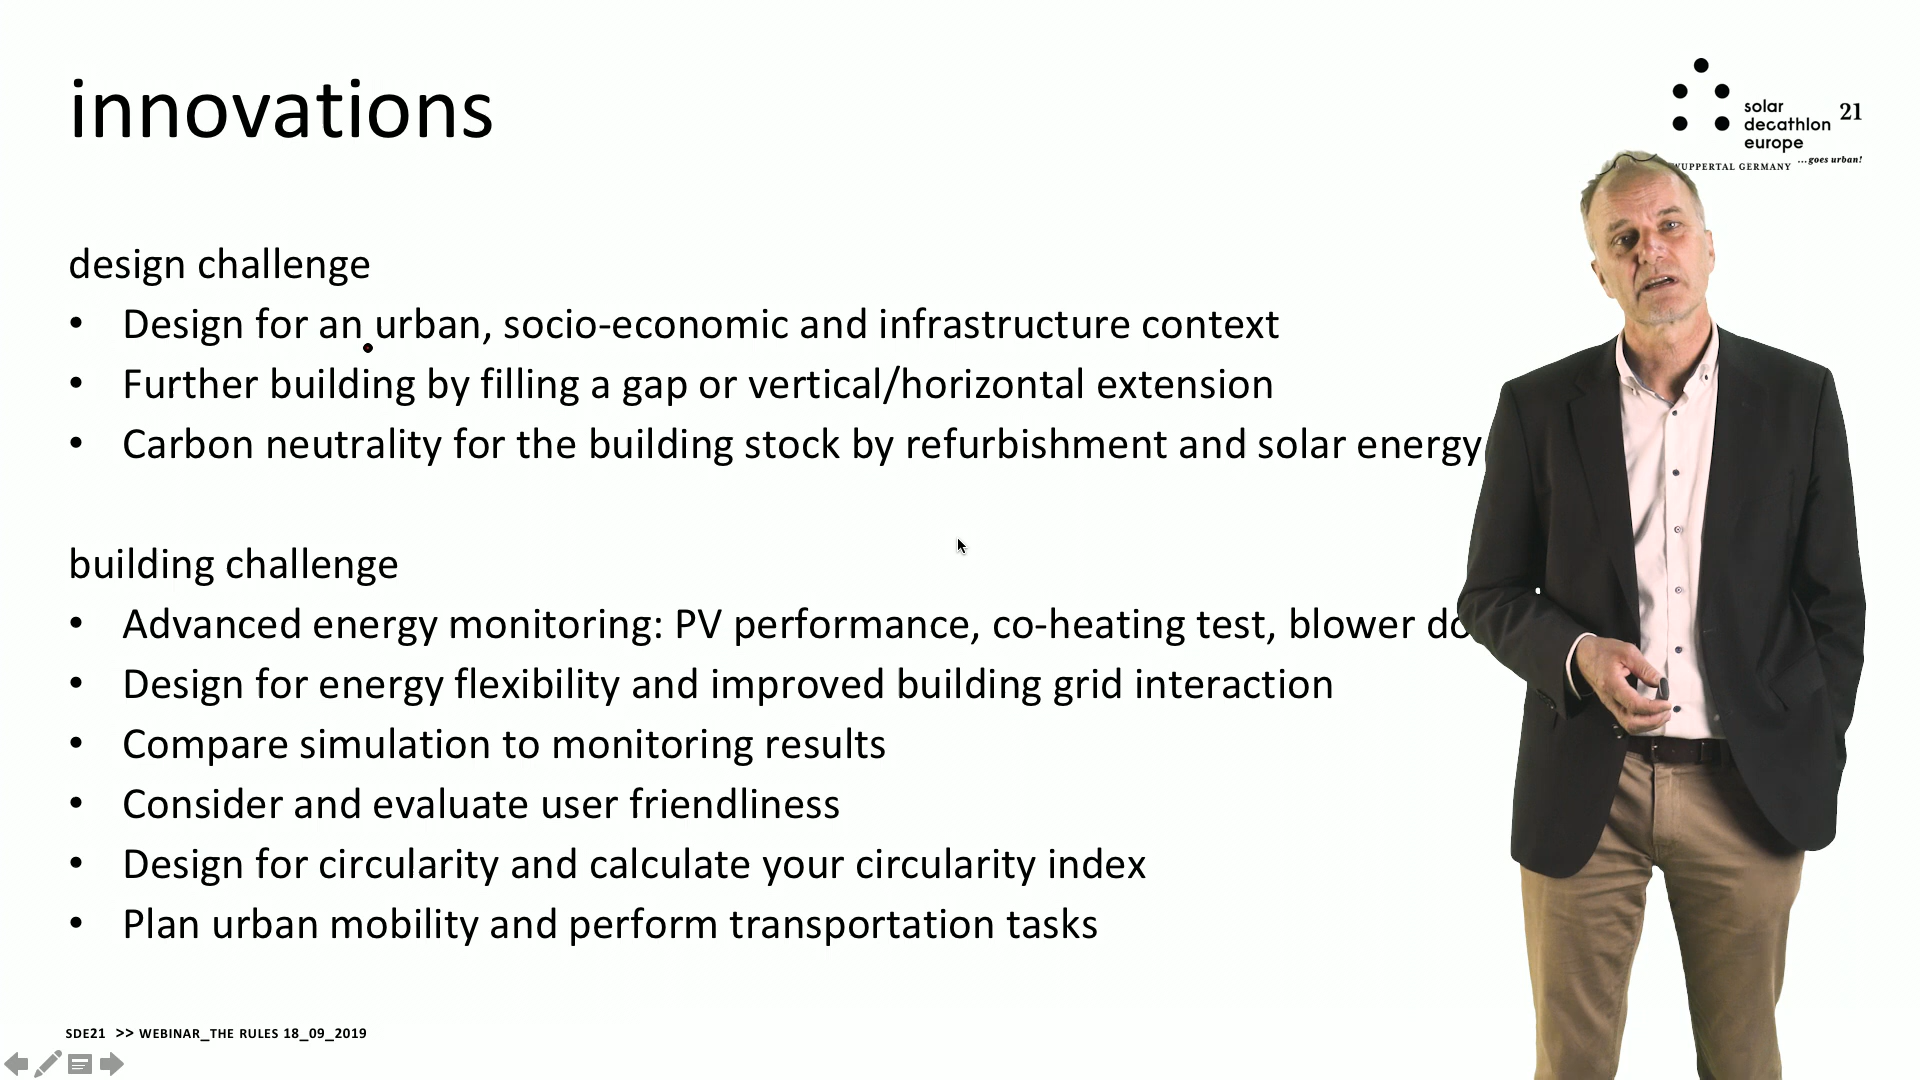 innovations
solar
decathlon
europe
21
WUPPERTAL GERMANY
...goes urban!
design challenge
• Design for an urban, socio-economic and infrastructure context
• Further building by filling a gap or vertical/horizontal extension
• Carbon neutrality for the building stock by refurbishment and solar energy
building challenge
• Advanced energy monitoring: PV performance, co-heating test, blower
• Design for energy flexibility and improved building grid interaction
• Compare simulation to monitoring results
• Consider and evaluate user friendliness
• Design for circularity and calculate your circularity index
• Plan urban mobility and perform transportation tasks
SDE21 >> WEBINAR_THE RULES 18_09_2019